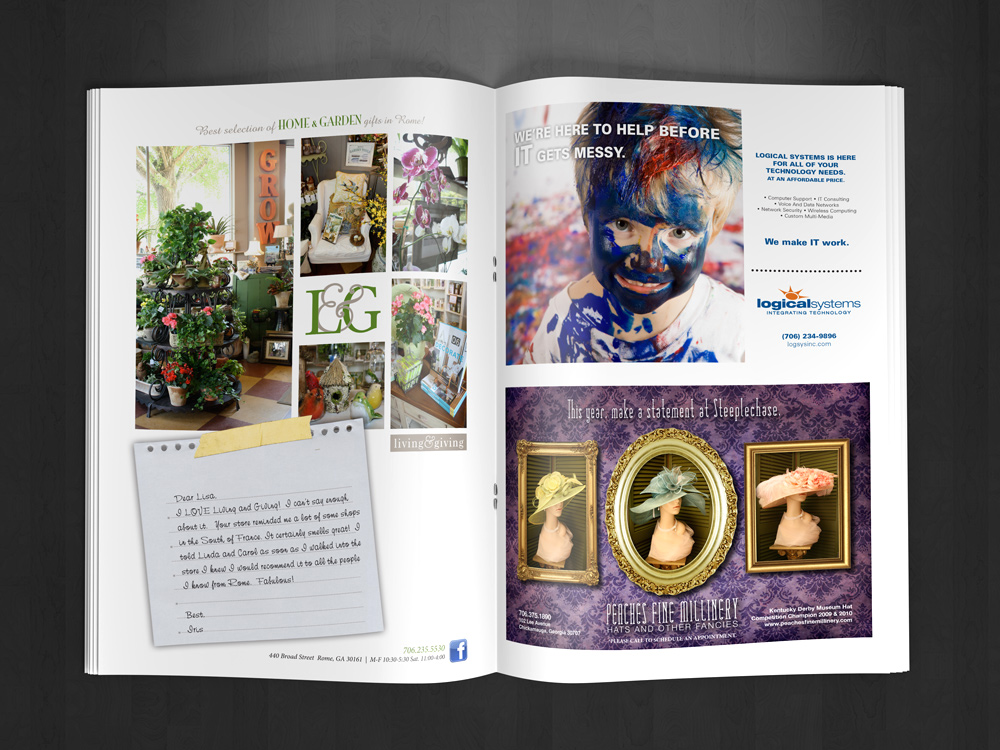 Best selection of HOME & GARDEN gifts in Rome!
GROW
L&G
living & giving
Dear Lisa,
I LOVE Living and Giving! I can't say enough
about it. Your store reminded me a lot of some shops
in the South of France. It certainly smells great! I
told Linda and Carol as soon as I walked into the
store I knew I would recommend it to all the people
I know from Rome. Fabulous!
Best,
Iris
706.235.5530
440 Broad Street Rome, GA 30161 | M-F 10:30-5:30 Sat. 11:00-4:00
f
WE'RE HERE TO HELP BEFORE
IT GETS MESSY.
LOGICAL SYSTEMS IS HERE
FOR ALL OF YOUR
TECHNOLOGY NEEDS.
AT AN AFFORDABLE PRICE.
• Computer Support • IT Consulting
• Voice And Data Networks
• Network Security • Wireless Computing
• Custom Multi-Media
We make IT work.
logicalsystems
INTEGRATING TECHNOLOGY
(706) 234-9896
logsysinc.com
This year, make a statement at Steeplechase.
706.375.1890
102 Lee Avenue
Chickamauga, Georgia 30707
PEACHES FINE MILLINERY
HATS AND OTHER FANCIES
*PLEASE CALL TO SCHEDULE AN APPOINTMENT.
Kentucky Derby Museum Hat
Competition Champion 2009 & 2010
www.peachesfinemillinery.com